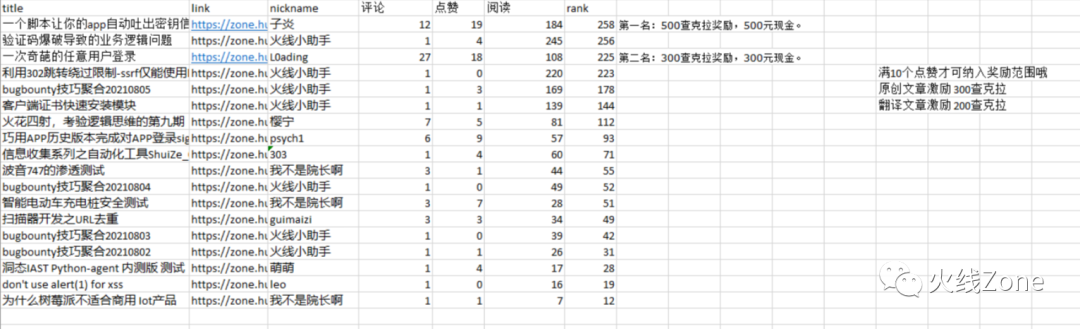 title link nickname 评论 点赞 阅读 rank
一个脚本让你的app自动吐出密钥信 https://zone.hu 子炎 12 19 184 258 第一名：500查克拉奖励，500元现金。
验证码爆破导致的业务逻辑问题 火线小助手 1 4 245 256
一次奇葩的任意用户登录 https://zone.hu L0ading 27 18 108 225 第二名：300查克拉奖励，300元现金。
利用302跳转绕过限制-ssrf仅能使用 https://zone.hu 火线小助手 1 0 220 223 满10个点赞才可纳入奖励范围哦
bugbounty技巧聚合20210805 https://zone.hu 火线小助手 1 3 169 178 原创文章激励 300查克拉
客户端证书快速安装模块 https://zone.hu 火线小助手 1 1 139 144 翻译文章激励 200查克拉
火花四射，考验逻辑思维的第九期 https://zone.hu 樱宁 7 5 81 112
巧用APP历史版本完成对APP登录sig https://zone.hu psych1 6 9 57 93
信息收集系列之自动化工具ShuiZe_ https://zone.hu 303 1 4 60 71
波音747的渗透测试 https://zone.hu 我不是院长啊 3 1 44 55
bugbounty技巧聚合20210804 https://zone.hu 火线小助手 1 0 49 52
智能电动车充电桩安全测试 https://zone.hu 我不是院长啊 3 7 28 51
扫描器开发之URL去重 https://zone.hu guimaizi 3 3 34 49
bugbounty技巧聚合20210803 https://zone.hu 火线小助手 1 0 39 42
bugbounty技巧聚合20210802 https://zone.hu 火线小助手 1 1 26 31
洞态IAST Python-agent 内测版 测试 https://zone.hu 萌萌 1 4 17 28
don't use alert(1) for xss https://zone.hu leo 1 0 16 19
为什么树莓派不适合商用 Iot产品 https://zone.hu 我不是院长啊 1 1 7 12
火线Zone